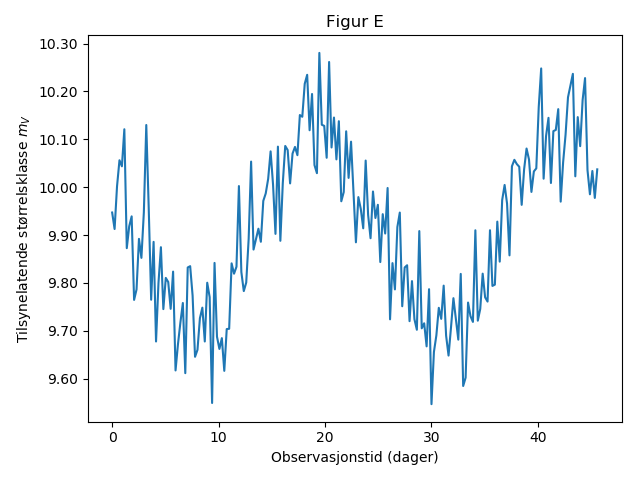 Figur E
10.30
10.20
10.10
10.00
9.90
9.80
9.70
9.60
Tilsynelatende størrelsklasse $m_V$
0 10 20 30 40
Observasjonstid (dager)